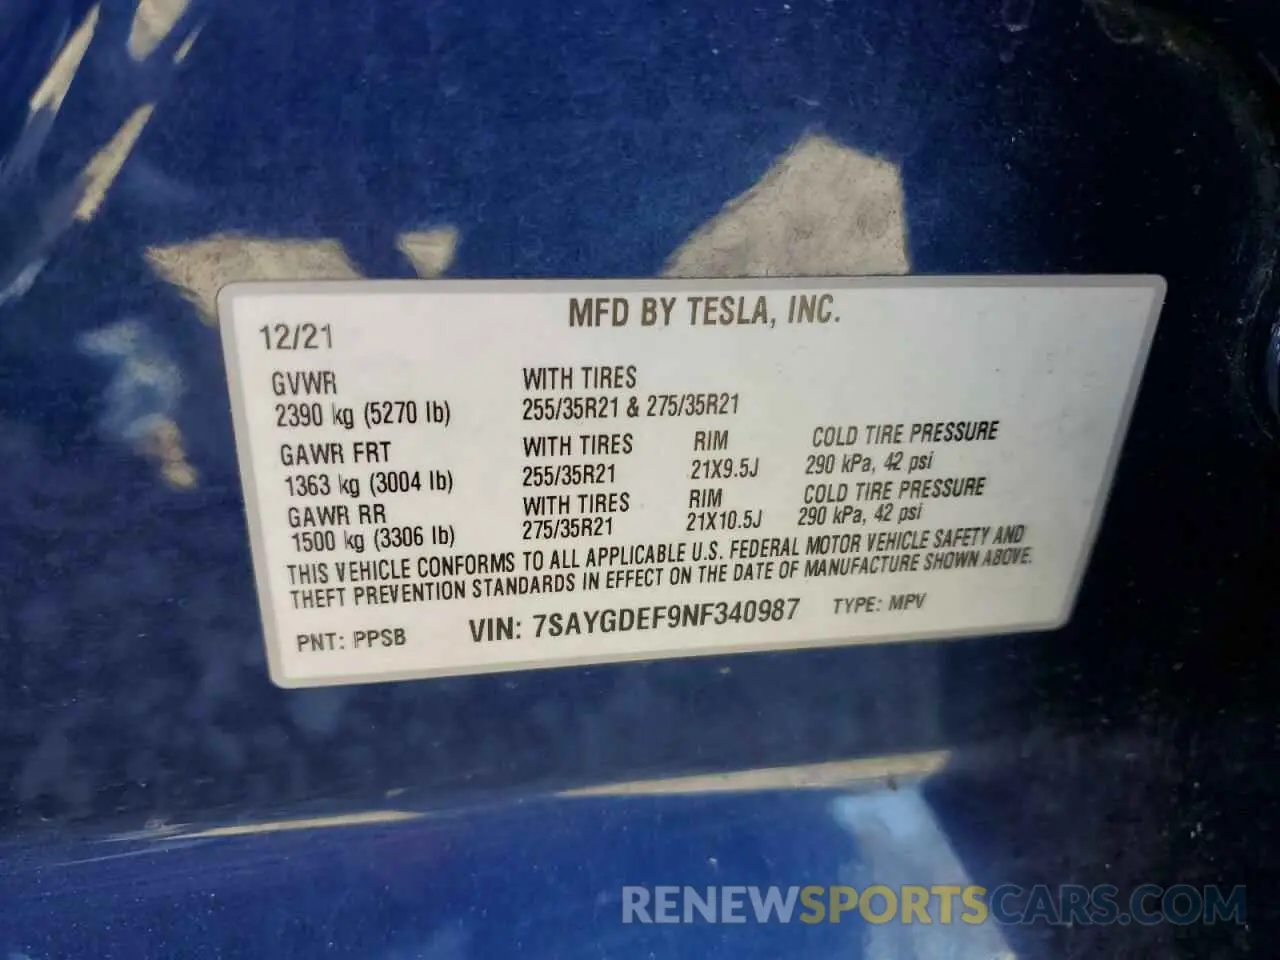 MFD BY TESLA, INC.
12/21
GVWR WITH TIRES
2390 kg (5270 lb) 255/35R21 & 275/35R21
GAWR FRT WITH TIRES RIM COLD TIRE PRESSURE
1363 kg (3004 lb) 255/35R21 21X9.5J 290 kPa, 42 psi
GAWR RR WITH TIRES RIM COLD TIRE PRESSURE
1500 kg (3306 lb) 275/35R21 21X10.5J 290 kPa, 42 psi
THIS VEHICLE CONFORMS TO ALL APPLICABLE U.S. FEDERAL MOTOR VEHICLE SAFETY AND
THEFT PREVENTION STANDARDS IN EFFECT ON THE DATE OF MANUFACTURE SHOWN ABOVE.
PNT: PPSB VIN: 7SAYGDEF9NF340987 TYPE: MPV
RENEWSPORTSCARS.COM